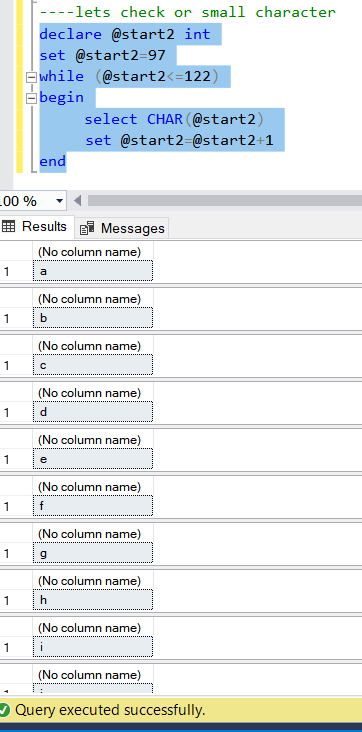 ----lets check or small character
declare @start2 int
set @start2=97
while (@start2<=122)
begin
select CHAR(@start2)
set @start2=@start2+1
end
.00 %
Results Messages
(No column name)
1 a
(No column name)
1 b
(No column name)
1 c
(No column name)
1 d
(No column name)
1 e
(No column name)
1 f
(No column name)
1 g
(No column name)
1 h
(No column name)
1 i
(No column name)
Query executed successfully.